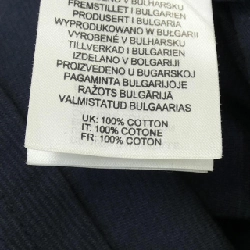 FREMSTILLET I BULGARIEN
PRODUSERT I BULGARIA
WYPRODUKOWANO W BUŁGARII
VYROBENÉ V BULHARSKU
TILLVERKAD I BULGARIEN
IZDELANO V BOLGARIJI
PROIZVEDENO U BUGARSKOJ
PAGAMINTA BULGARIJOJE
RAŽOTS BULGĀRIJĀ
VALMISTATUD BULGAARIAS
UK: 100% COTTON
IT: 100% COTONE
FR: 100% COTON